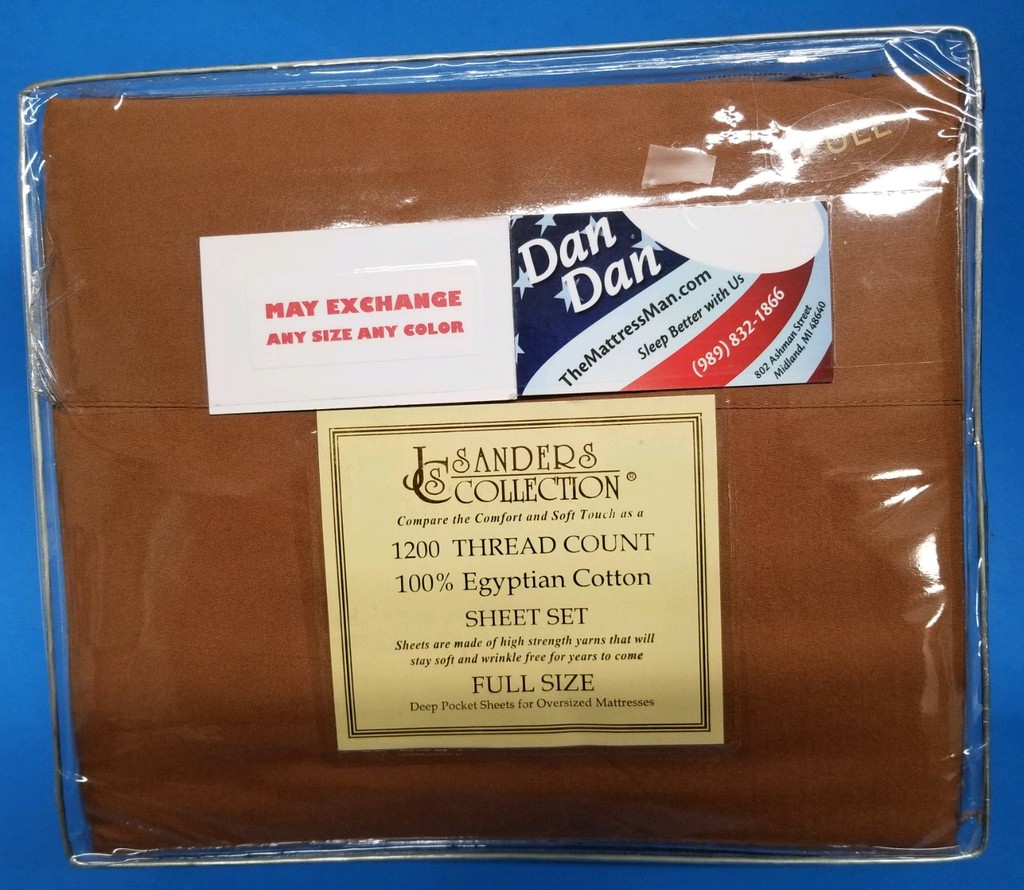 MAY EXCHANGE
ANY SIZE ANY COLOR
Dan
Dan
TheMattressMan.com
Sleep Better with Us
(989) 832-1866
802 Ashman Street
Midland, MI 48640
JSC SANDERS
COLLECTION®
Compare the Comfort and Soft Touch as a
1200 THREAD COUNT
100% Egyptian Cotton
SHEET SET
Sheets are made of high strength yarns that will
stay soft and wrinkle free for years to come
FULL SIZE
Deep Pocket Sheets for Oversized Mattresses